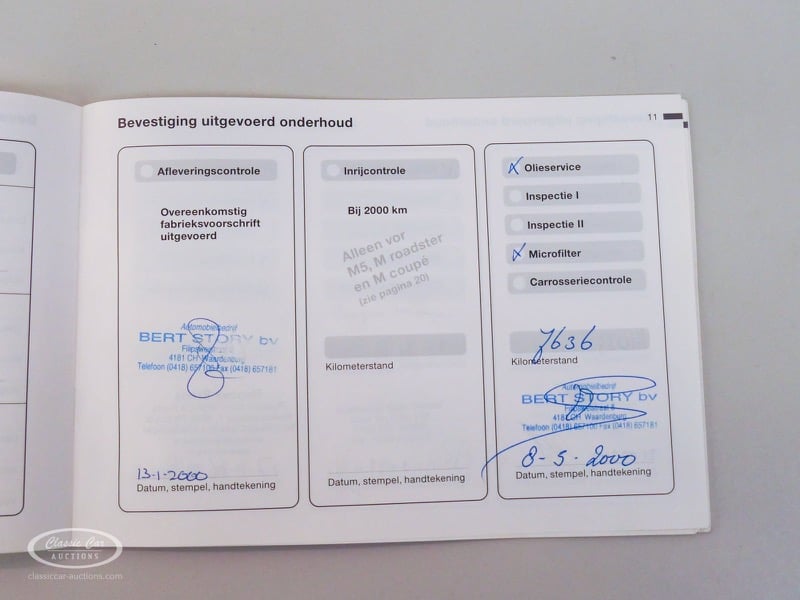 Bevestiging uitgevoerd onderhoud
11
Afleveringscontrole
Overeenkomstig
fabrieksvoorschrift
uitgevoerd
Automobielbedrijf
BERT STORY bv
4181 CH Waardenburg
Telefoon (0418) 657100 Fax (0418) 657181
13-1-2000
Datum, stempel, handtekening
Inrijcontrole
Bij 2000 km
Alleen vor
M5, M roadster
en M coupé
(zie pagina 20)
Kilometerstand
Datum, stempel, handtekening
Olieservice
Inspectie I
Inspectie II
Microfilter
Carrosseriecontrole
7636
Kilometerstand
Automobielbedrijf
BERT STORY bv
4181 CH Waardenburg
Telefoon (0418) 657100 Fax (0418) 657181
8-5-2000
Datum, stempel, handtekening
Classic Car
AUCTIONS
classiccar-auctions.com